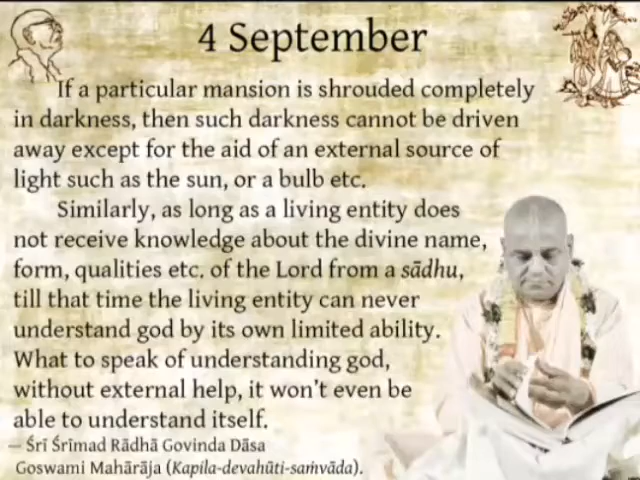 4 September
If a particular mansion is shrouded completely
in darkness, then such darkness cannot be driven
away except for the aid of an external source of
light such as the sun, or a bulb etc.
Similarly, as long as a living entity does
not receive knowledge about the divine name,
form, qualities etc. of the Lord from a sādhu,
till that time the living entity can never
understand god by its own limited ability.
What to speak of understanding god,
without external help, it won't even be
able to understand itself.
— Śrī Śrīmad Rādhā Govinda Dāsa
Goswami Mahārāja (Kapila-devahūti-saṁvāda).